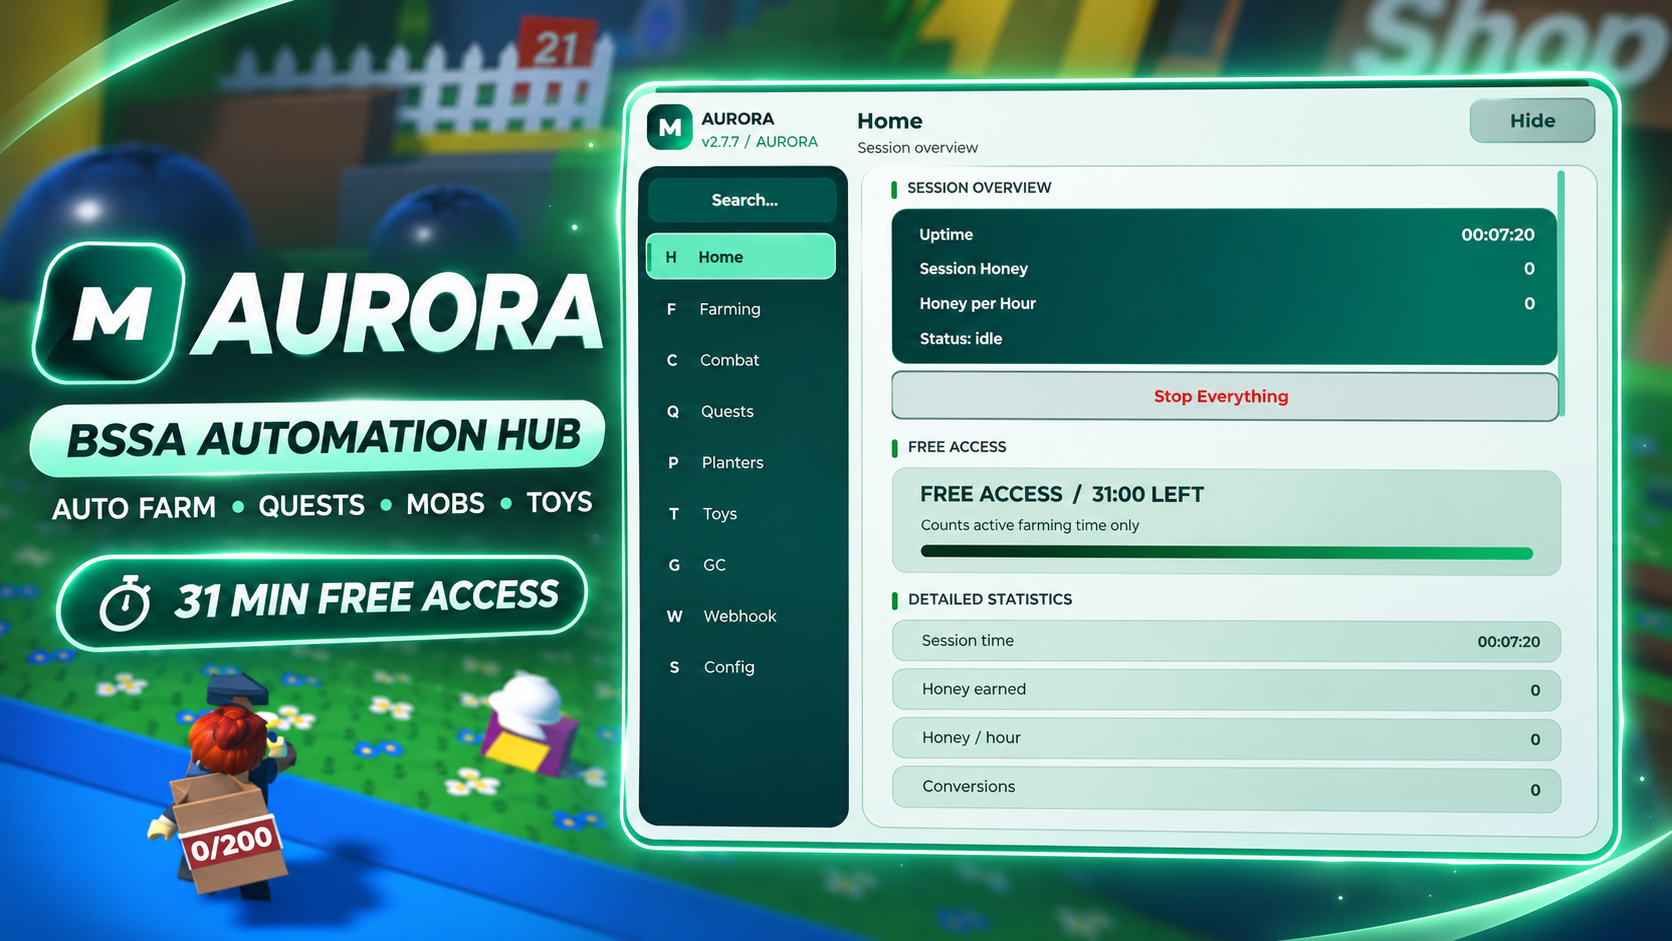 21
Shop
M AURORA
BSSA AUTOMATION HUB
AUTO FARM • QUESTS • MOBS • TOYS
31 MIN FREE ACCESS
0/200
M
AURORA
v2.7.7 / AURORA
Home
Session overview
Hide
Search...
H Home
F Farming
C Combat
Q Quests
P Planters
T Toys
G GC
W Webhook
S Config
SESSION OVERVIEW
Uptime 00:07:20
Session Honey 0
Honey per Hour 0
Status: idle
Stop Everything
FREE ACCESS
FREE ACCESS / 31:00 LEFT
Counts active farming time only
DETAILED STATISTICS
Session time 00:07:20
Honey earned 0
Honey / hour 0
Conversions 0